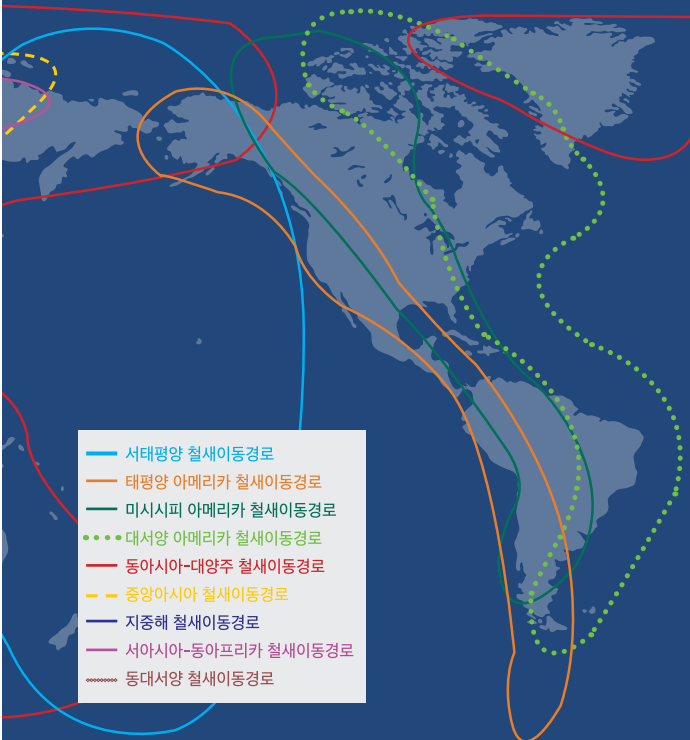 서태평양 철새이동경로
태평양 아메리카 철새이동경로
미시시피 아메리카 철새이동경로
대서양 아메리카 철새이동경로
동아시아-대양주 철새이동경로
중앙아시아 철새이동경로
지중해 철새이동경로
서아시아-동아프리카 철새이동경로
동대서양 철새이동경로